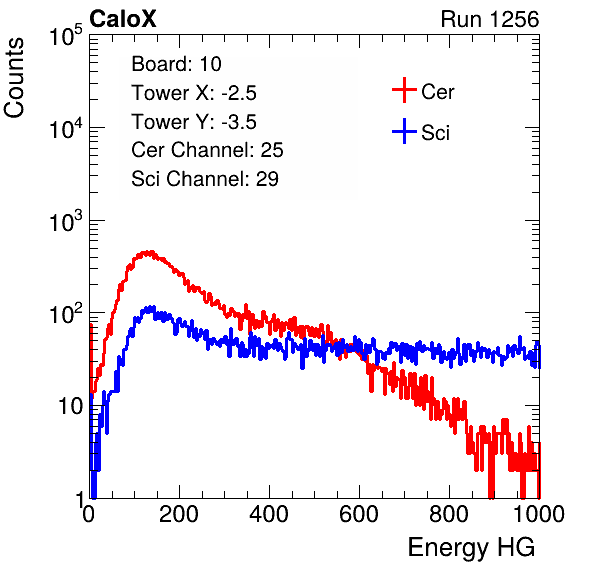 CaloX Run 1256
Counts
10^5
10^4
10^3
10^2
10
1
Board: 10
Tower X: -2.5
Tower Y: -3.5
Cer Channel: 25
Sci Channel: 29
Cer
Sci
0 200 400 600 800 1000
Energy HG